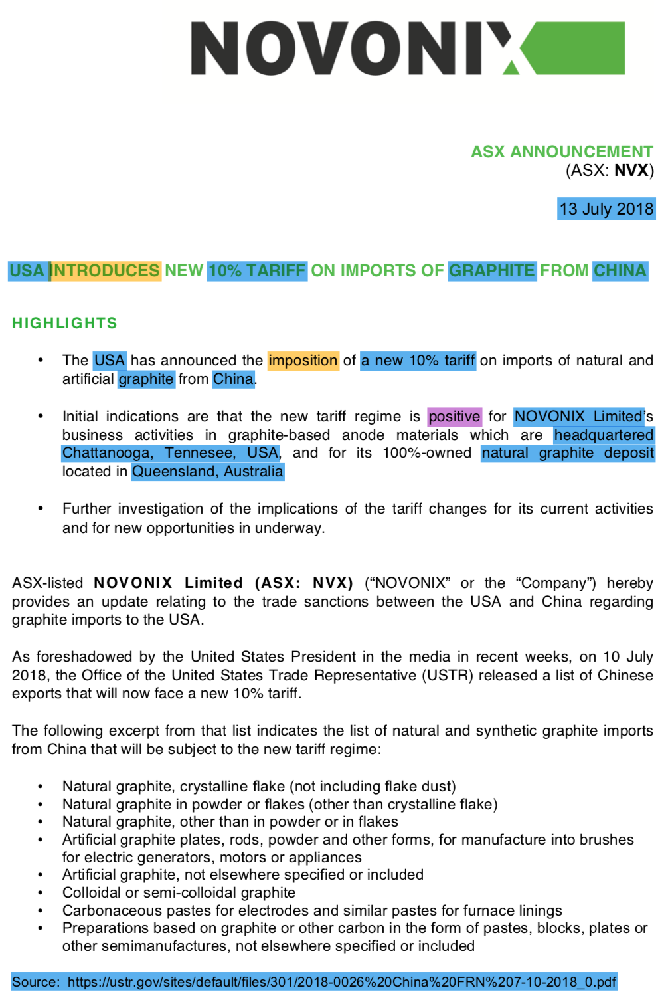 NOVONIX
ASX ANNOUNCEMENT
(ASX: NVX)
13 July 2018
USA INTRODUCES NEW 10% TARIFF ON IMPORTS OF GRAPHITE FROM CHINA
HIGHLIGHTS
• The USA has announced the imposition of a new 10% tariff on imports of natural and
artificial graphite from China.
• Initial indications are that the new tariff regime is positive for NOVONIX Limited's
business activities in graphite-based anode materials which are headquartered
Chattanooga, Tennesee, USA, and for its 100%-owned natural graphite deposit
located in Queensland, Australia
• Further investigation of the implications of the tariff changes for its current activities
and for new opportunities in underway.
ASX-listed NOVONIX Limited (ASX: NVX) (“NOVONIX” or the “Company”) hereby
provides an update relating to the trade sanctions between the USA and China regarding
graphite imports to the USA.
As foreshadowed by the United States President in the media in recent weeks, on 10 July
2018, the Office of the United States Trade Representative (USTR) released a list of Chinese
exports that will now face a new 10% tariff.
The following excerpt from that list indicates the list of natural and synthetic graphite imports
from China that will be subject to the new tariff regime:
• Natural graphite, crystalline flake (not including flake dust)
• Natural graphite in powder or flakes (other than crystalline flake)
• Natural graphite, other than in powder or in flakes
• Artificial graphite plates, rods, powder and other forms, for manufacture into brushes
for electric generators, motors or appliances
• Artificial graphite, not elsewhere specified or included
• Colloidal or semi-colloidal graphite
• Carbonaceous pastes for electrodes and similar pastes for furnace linings
• Preparations based on graphite or other carbon in the form of pastes, blocks, plates or
other semimanufactures, not elsewhere specified or included
Source: https://ustr.gov/sites/default/files/301/2018-0026%20China%20FRN%207-10-2018_0.pdf